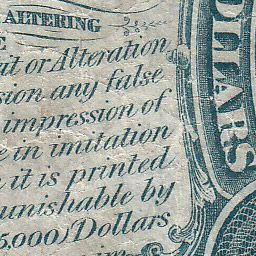 ALTERING
it or Alteration
sion any false
impression of
e in imitation
it is printed
unishable by
5.000) Dollars
DOLLARS